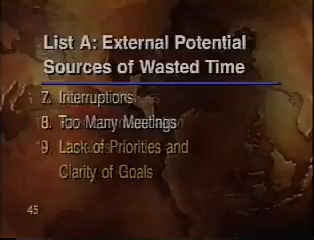 List A: External Potential
Sources of Wasted Time
7. Interruptions
8. Too Many Meetings
9. Lack of Priorities and
Clarity of Goals
45